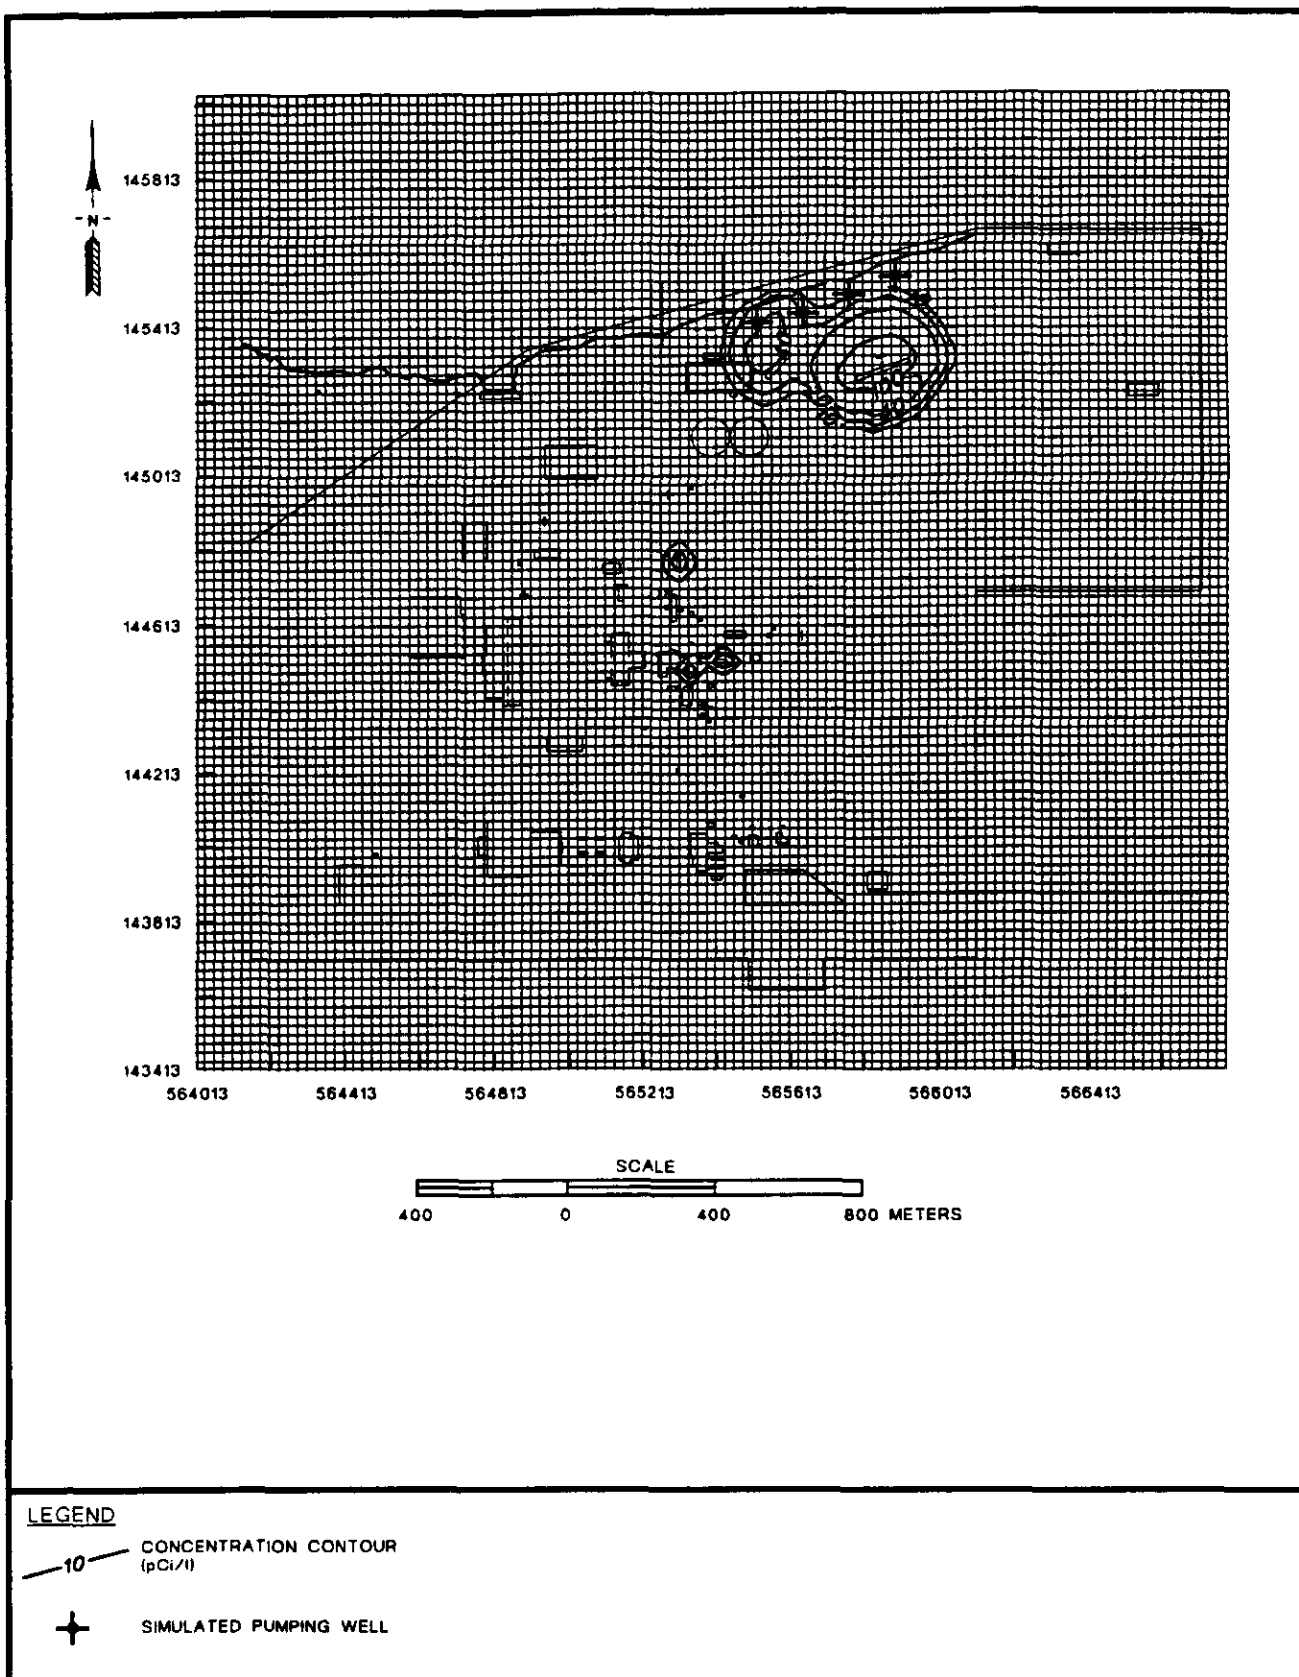 145813
N
145413
145013
144613
144213
143813
143413
564013 564413 564813 565213 565613 566013 566413
SCALE
400 0 400 800 METERS
LEGEND
10 CONCENTRATION CONTOUR
(pCi/l)
SIMULATED PUMPING WELL